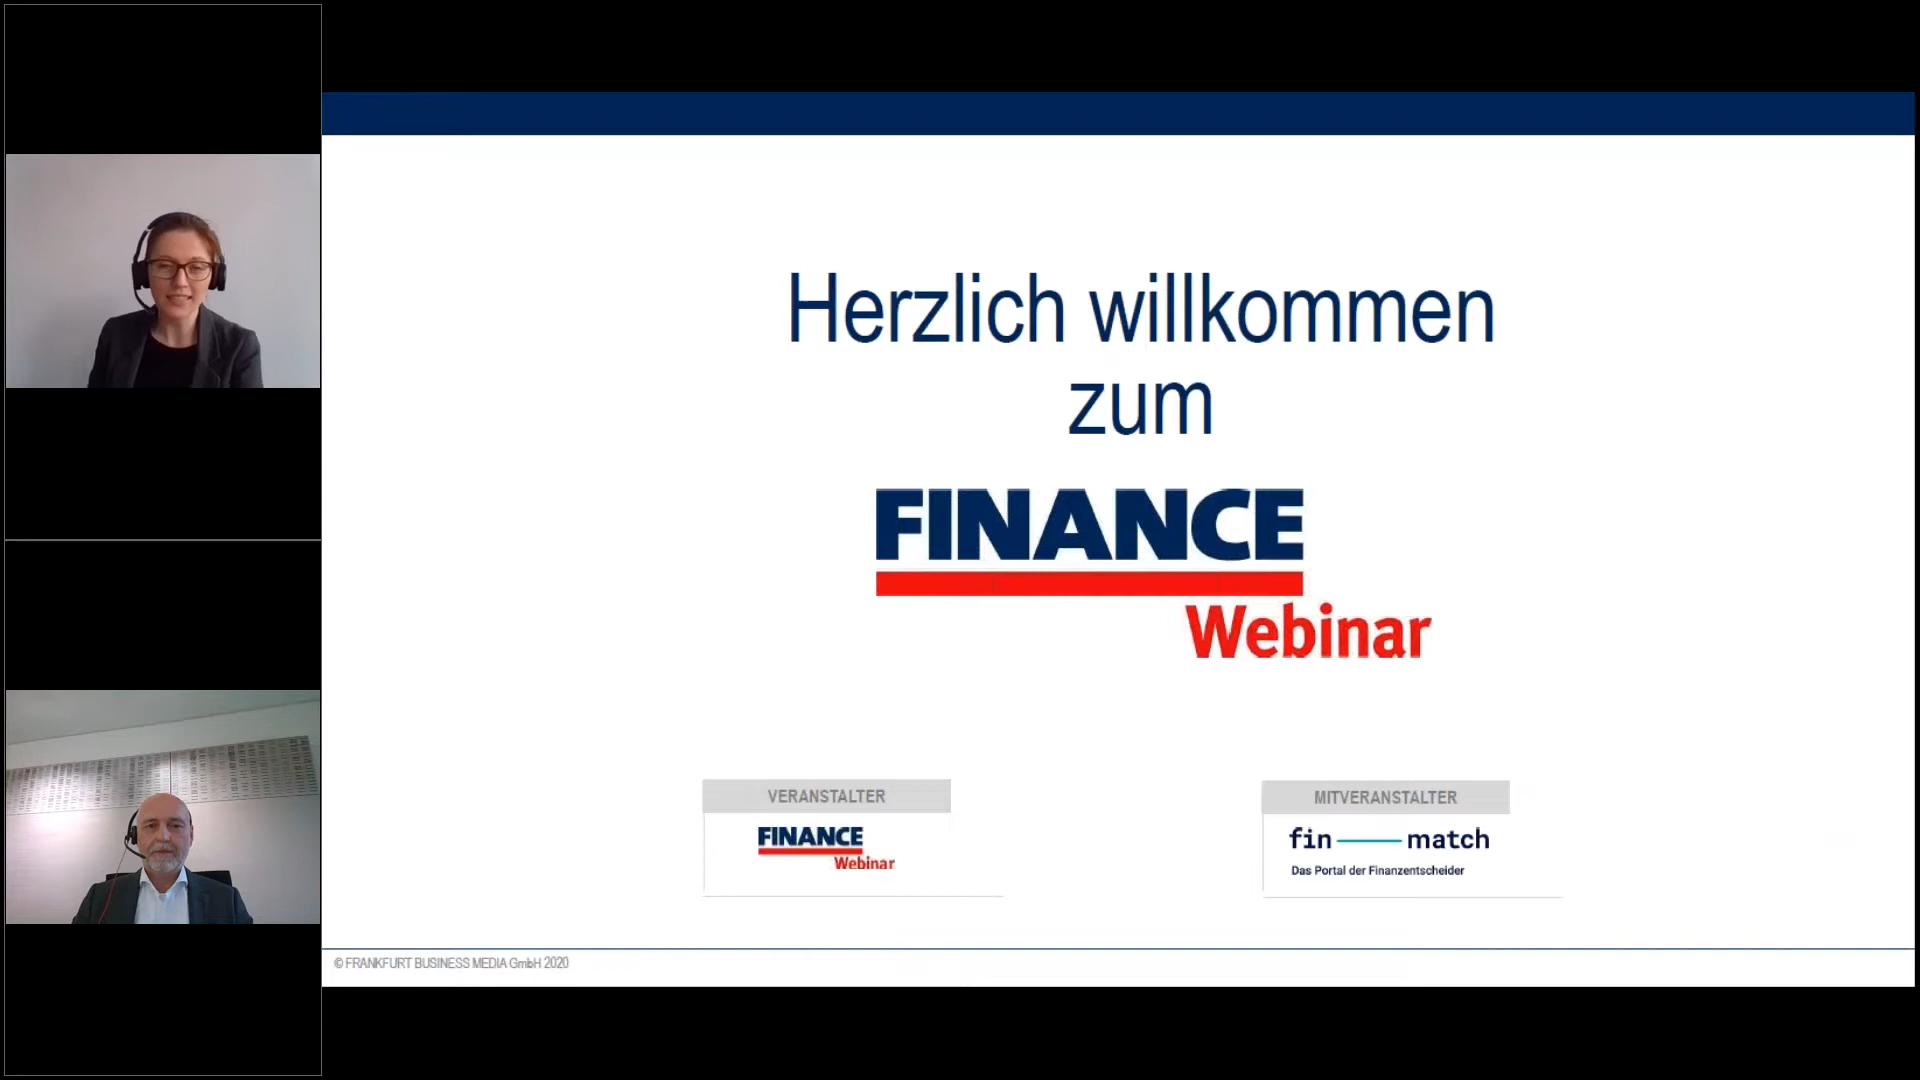 Herzlich willkommen
zum
FINANCE
Webinar
VERANSTALTER
FINANCE
Webinar
MITVERANSTALTER
fin match
Das Portal der Finanzentscheider
© FRANKFURT BUSINESS MEDIA GmbH 2020